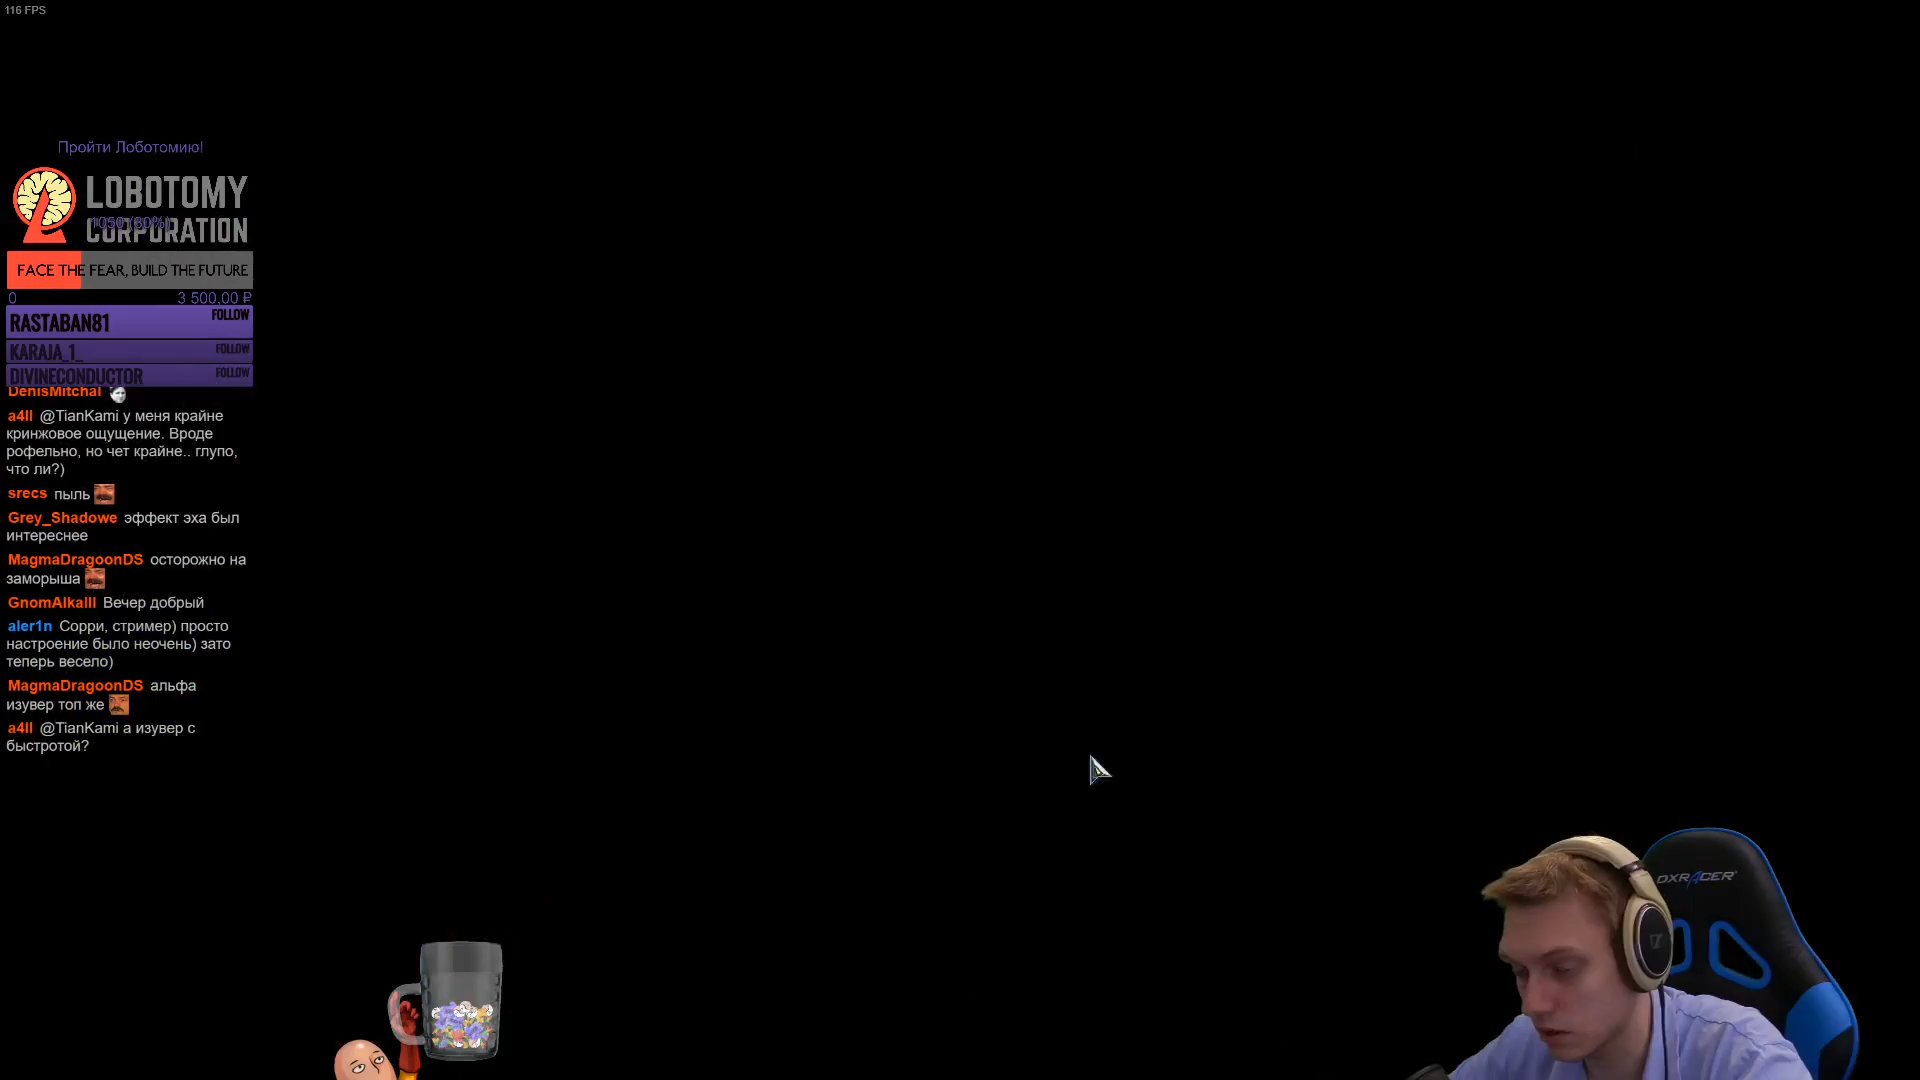 116 FPS
Пройти Лоботомию!
LOBOTOMY
CORPORATION
1050 (30%)
FACE THE FEAR, BUILD THE FUTURE
0 3 500,00 ₽
RASTABAN81 FOLLOW
KARAJA_1_ FOLLOW
DIVINECONDUCTOR FOLLOW
DenisMitchal
a4ll @TianKami у меня крайне
кринжовое ощущение. Вроде
рофельно, но чет крайне.. глупо,
что ли?)
srecs пыль
Grey_Shadowe эффект эха был
интереснее
MagmaDragoonDS осторожно на
заморыша
GnomAlkalll Вечер добрый
aler1n Сорри, стример) просто
настроение было неочень) зато
теперь весело)
MagmaDragoonDS альфа
изувер топ же
a4ll @TianKami а изувер с
быстротой?
DXRACER